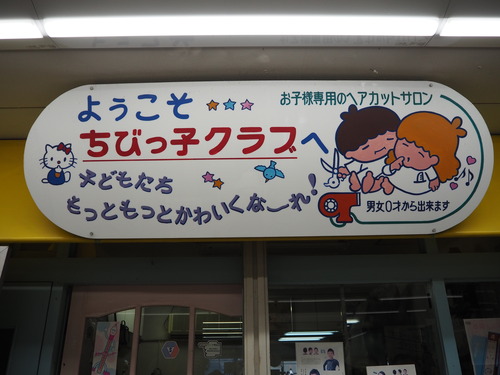 ようこそ
お子様専用のヘアカットサロン
ちびっ子クラブへ
子どもたち
もっともっとかわいくな〜れ!
男女0才から出来ます